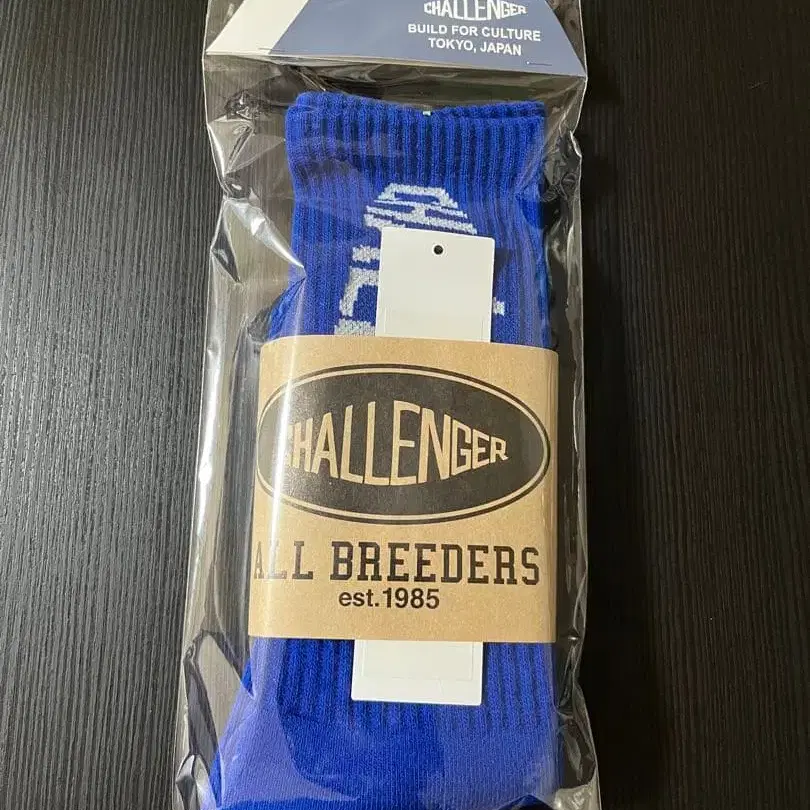 CHALLENGER
BUILD FOR CULTURE
TOKYO, JAPAN
CHALLENGER
ALL BREEDERS
est.1985